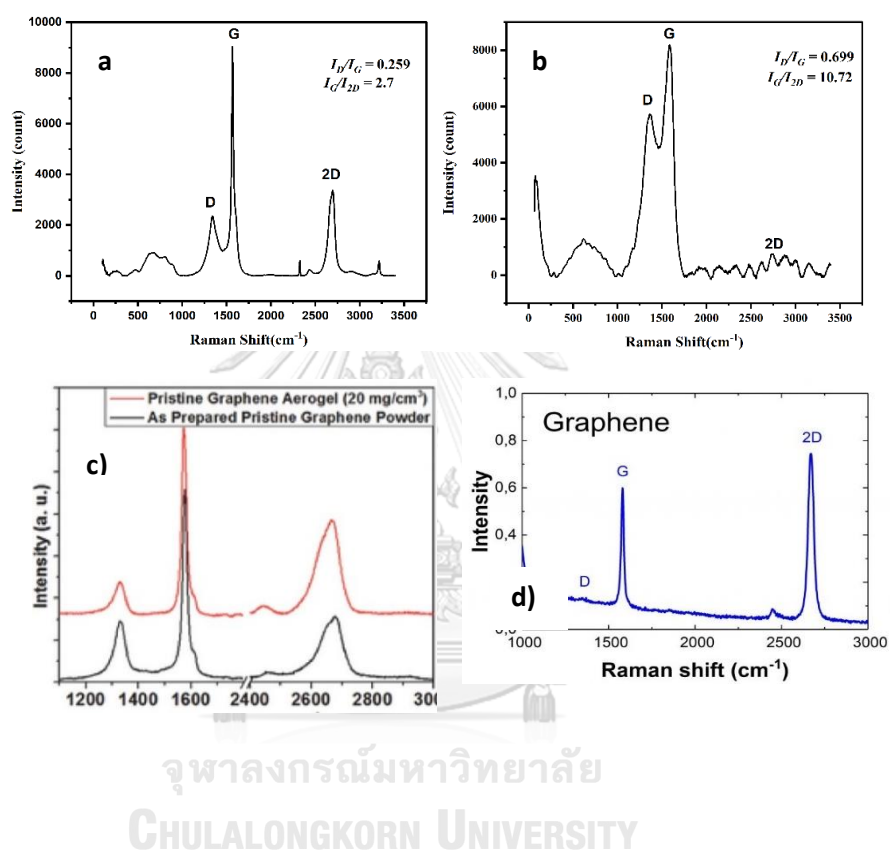 10000
8000
6000
4000
2000
0
Intensity (count)
a
G
D
2D
I_D/I_G = 0.259
I_G/I_2D = 2.7
0 500 1000 1500 2000 2500 3000 3500
Raman Shift(cm⁻¹)
8000
6000
4000
2000
0
Intensity (count)
b
G
D
2D
I_D/I_G = 0.699
I_G/I_2D = 10.72
0 500 1000 1500 2000 2500 3000 3500
Raman Shift(cm⁻¹)
Pristine Graphene Aerogel (20 mg/cm³)
As Prepared Pristine Graphene Powder
c)
Intensity (a. u.)
1200 1400 1600 2400 2600 2800
1,0
0,8
0,6
0,4
Graphene
G
2D
D
d)
Intensity
1000 1500 2000 2500 3000
Raman shift (cm⁻¹)
จุฬาลงกรณ์มหาวิทยาลัย
CHULALONGKORN UNIVERSITY